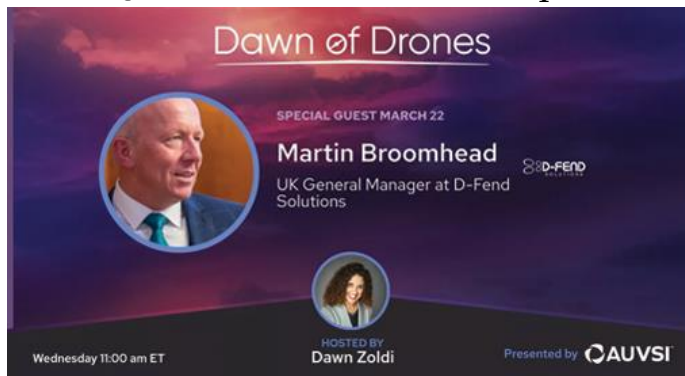 Dawn of Drones
SPECIAL GUEST MARCH 22
Martin Broomhead
UK General Manager at D-Fend
Solutions
D-FEND
SOLUTIONS
HOSTED BY
Dawn Zoldi
Wednesday 11:00 am ET
Presented by AUVSI